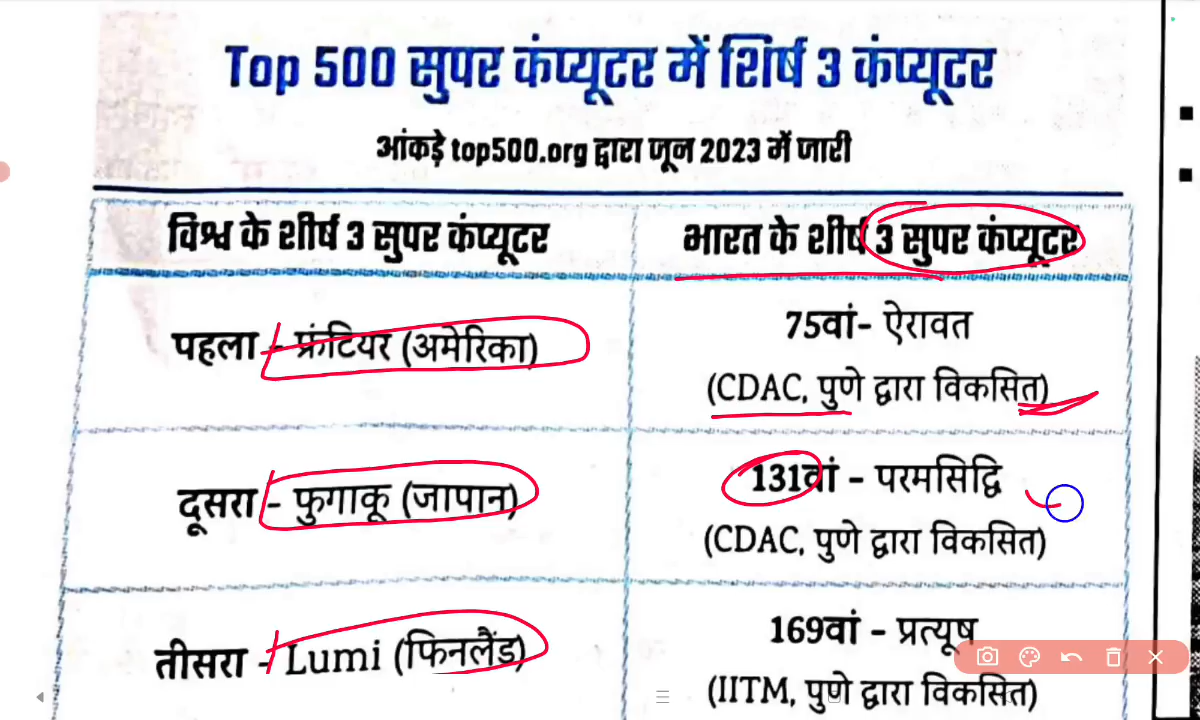 Top 500 सुपर कंप्यूटर में शिर्ष 3 कंप्यूटर
आंकड़े top500.org द्वारा जून 2023 में जारी
विश्व के शीर्ष 3 सुपर कंप्यूटर
भारत के शीर्ष 3 सुपर कंप्यूटर
पहला - फ्रंटियर (अमेरिका)
75वां- ऐरावत
(CDAC, पुणे द्वारा विकसित)
दूसरा - फुगाकू (जापान)
131वां - परमसिद्वि
(CDAC, पुणे द्वारा विकसित)
तीसरा - Lumi (फिनलैंड)
169वां - प्रत्यूष
(IITM, पुणे द्वारा विकसित)